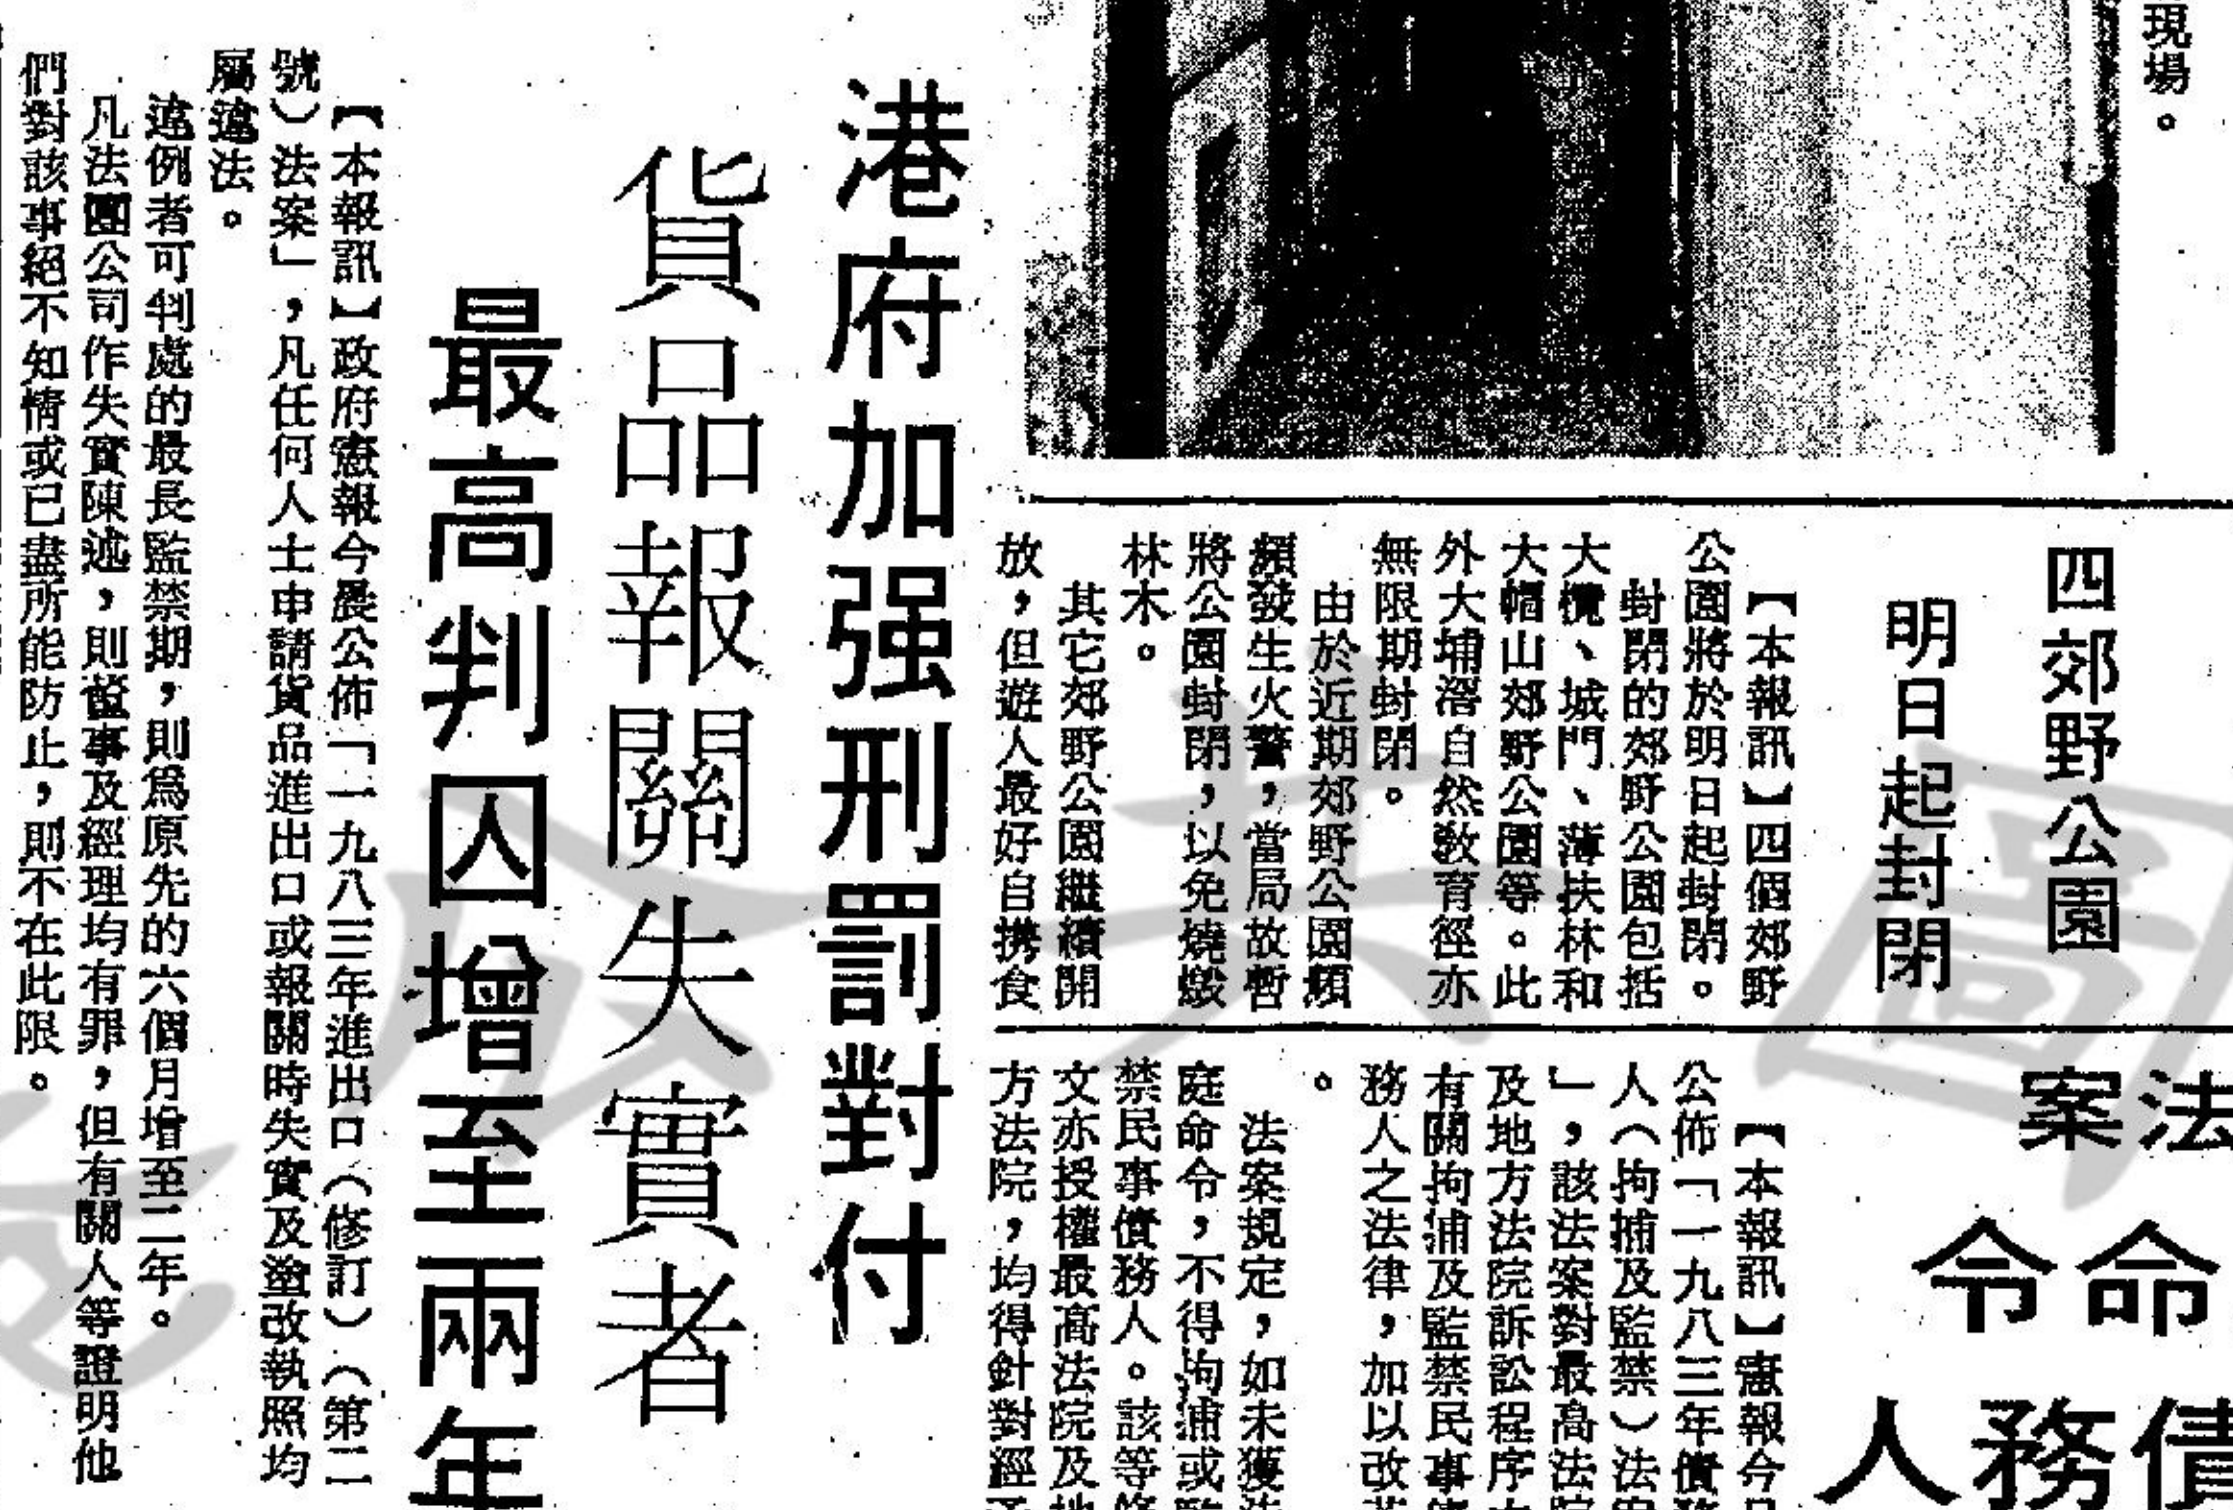 現場。
四郊野公園
明日起封閉
【本報訊】四個郊野
公園將於明日起封閉。
封閉的郊野公園包括
大欖、城門、薄扶林和
大帽山郊野公園等。此
外大埔滘自然敎育徑亦
無限期封閉。
由於近期郊野公園頻
頻發生火警，當局故暫
將公園封閉，以免燒燬
林木。
其它郊野公園繼續開
放，但遊人最好自携食
法案
命令
債務人
【本報訊】憲報今
公佈「一九八三年債
人（拘捕及監禁）法
」，該法案對最高法
及地方法院訴訟程序
有關拘捕及監禁民事
務人之法律，加以改
。
法案規定，如未獲
庭命令，不得拘捕或
禁民事債務人。該等
文亦授權最高法院及
方法院，均得針對經
港府加强刑罰對付
貨品報關失實者
最高判囚增至兩年
【本報訊】政府憲報今晨公佈「一九八三年進出口（修訂）（第二
號）法案」，凡任何人士申請貨品進出口或報關時失實及塗改執照均
屬違法。
違例者可判處的最長監禁期，則爲原先的六個月增至二年。
凡法團公司作失實陳述，則董事及經理均有罪，但有關人等證明他
們對該事絕不知情或已盡所能防止，則不在此限。